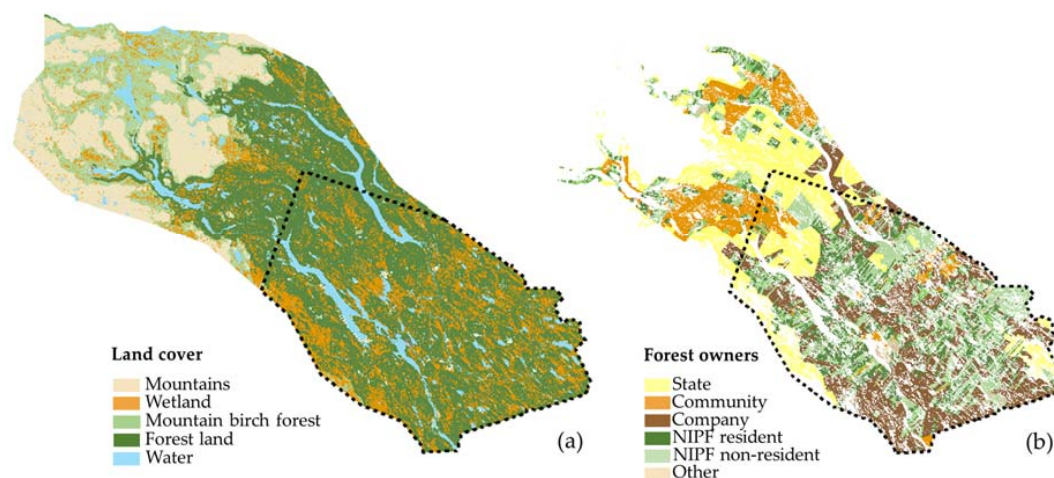 Land cover
Mountains
Wetland
Mountain birch forest
Forest land
Water
(a)
Forest owners
State
Community
Company
NIPF resident
NIPF non-resident
Other
(b)